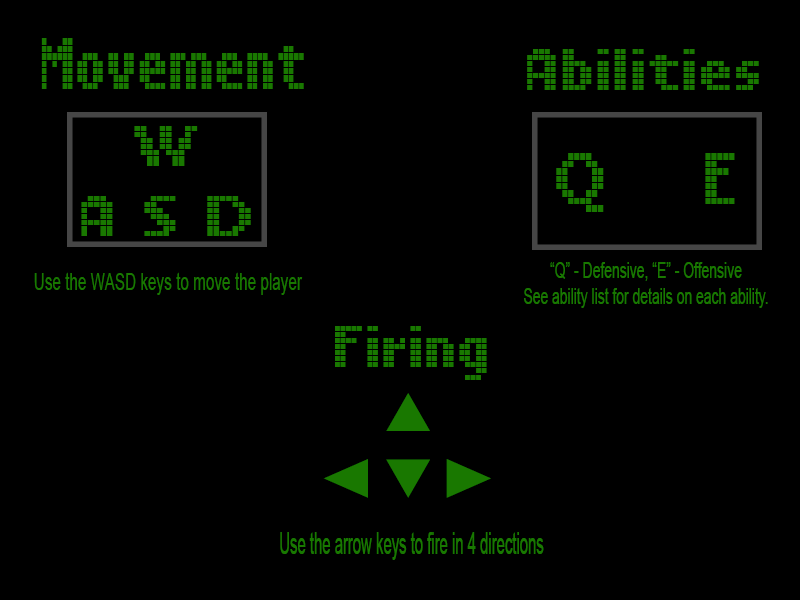 Movement
W
A S D
Use the WASD keys to move the player
Abilities
Q E
“Q” - Defensive, “E” - Offensive
See ability list for details on each ability.
Firing
Use the arrow keys to fire in 4 directions